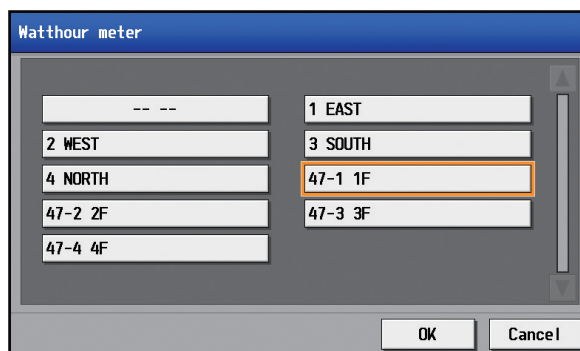 Watthour meter
-- --
1 EAST
2 WEST
3 SOUTH
4 NORTH
47-1 1F
47-2 2F
47-3 3F
47-4 4F
OK
Cancel